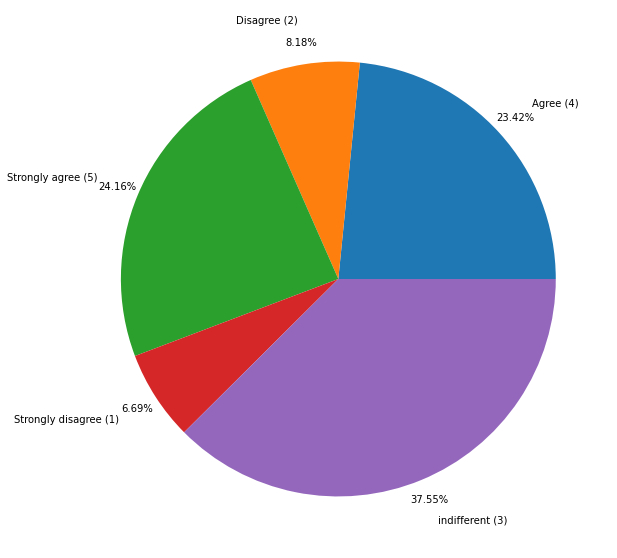 Disagree (2)
8.18%
Agree (4)
23.42%
Strongly agree (5)
24.16%
Strongly disagree (1)
6.69%
37.55%
indifferent (3)